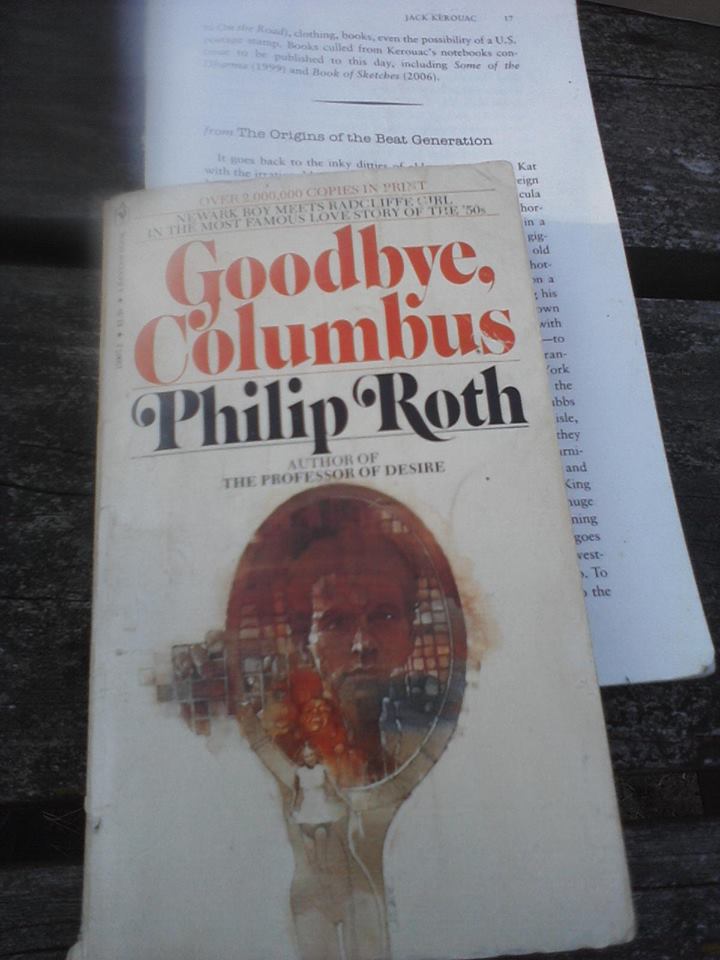 JACK KEROUAC 17
to On the Road), clothing, books, even the possibility of a U.S.
postage stamp. Books culled from Kerouac's notebooks con-
tinue to be published to this day, including Some of the
Dharma (1999) and Book of Sketches (2006).
from The Origins of the Beat Generation
It goes back to the inky ditties of old Kat
with the eign
cula
hor-
in a
gig-
old
hot-
on a
his
own
with
—to
ran-
York
the
bbs
isle,
they
urni-
and
King
huge
ning
goes
vest-
. To
the
OVER 2,000,000 COPIES IN PRINT
NEWARK BOY MEETS RADCLIFFE GIRL
IN THE MOST FAMOUS LOVE STORY OF THE '50s
Goodbye,
Columbus
Philip Roth
AUTHOR OF
THE PROFESSOR OF DESIRE